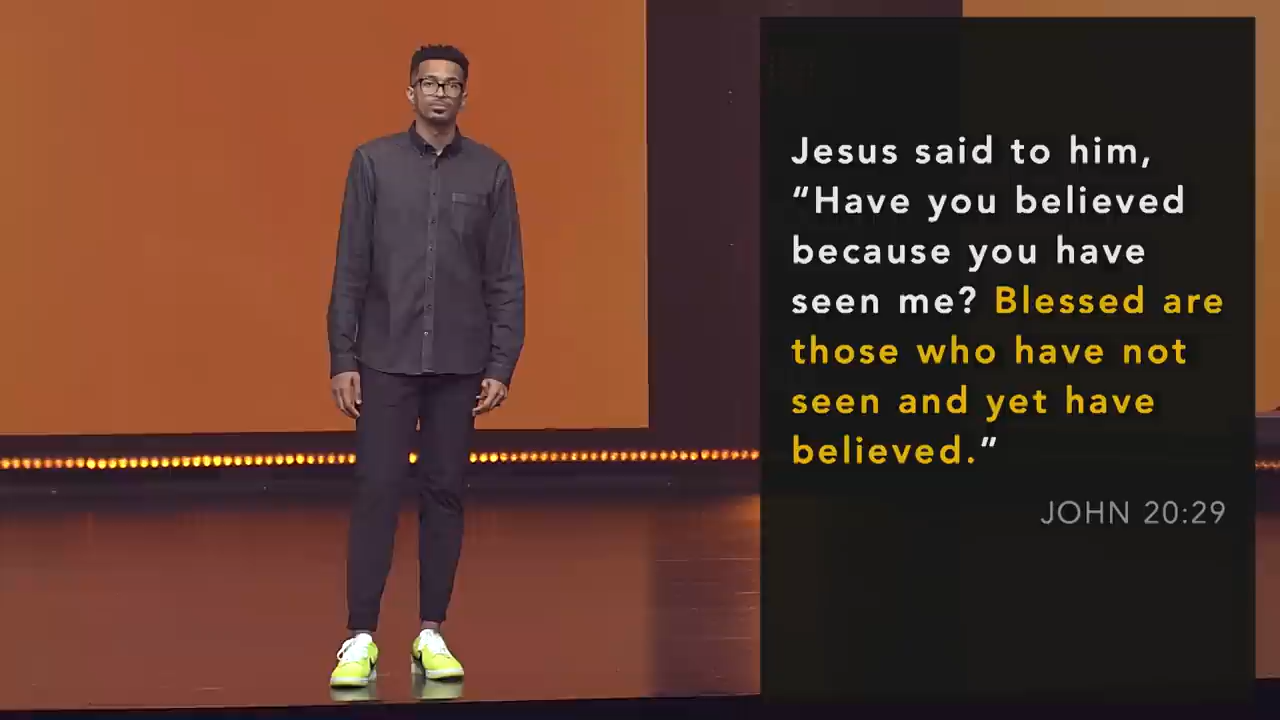 Jesus said to him,
“Have you believed
because you have
seen me? Blessed are
those who have not
seen and yet have
believed.”
JOHN 20:29